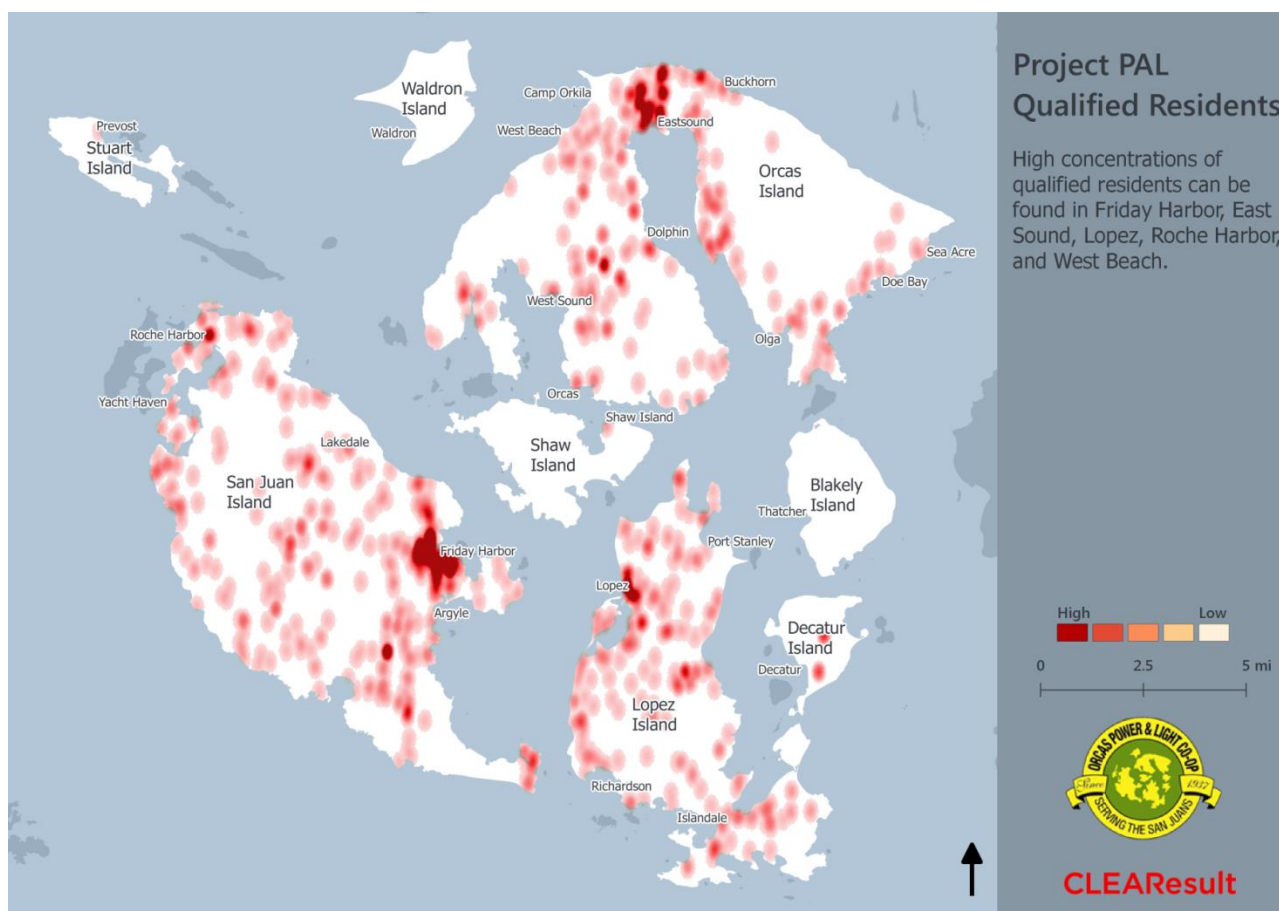 Project PAL
Qualified Residents
High concentrations of
qualified residents can be
found in Friday Harbor, East
Sound, Lopez, Roche Harbor,
and West Beach.
Waldron
Island
Waldron
Camp Orkila
Buckhorn
West Beach
Eastsound
Prevost
Stuart
Island
Orcas
Island
Dolphin
Sea Acre
Doe Bay
West Sound
Roche Harbor
Olga
Yacht Haven
Orcas
Shaw Island
Lakedale
Shaw
Island
San Juan
Island
Blakely
Island
Thatcher
Port Stanley
Friday Harbor
Lopez
Argyle
Decatur
Island
Decatur
Lopez
Island
Richardson
Islandale
High Low
0 2.5 5 mi
ORCAS POWER & LIGHT CO-OP
Since 1937
SERVING THE SAN JUANS
CLEAResult